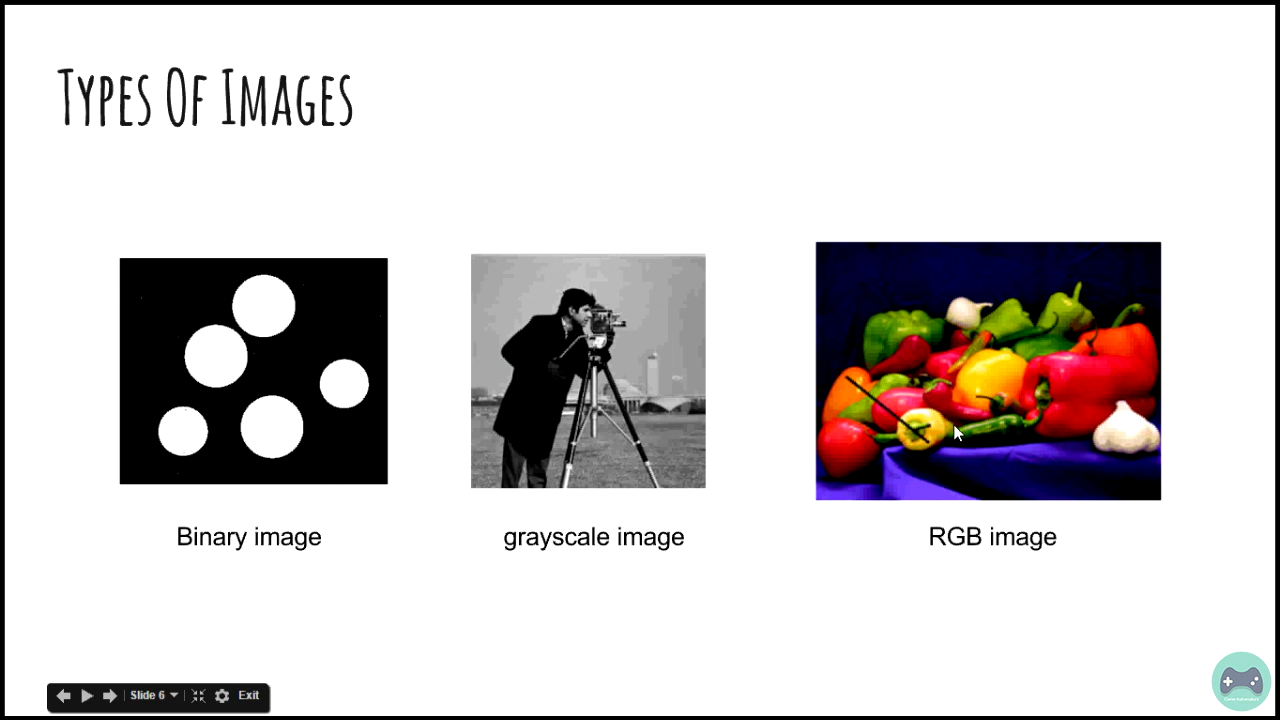 Types Of Images
Binary image
grayscale image
RGB image
Slide 6
Exit